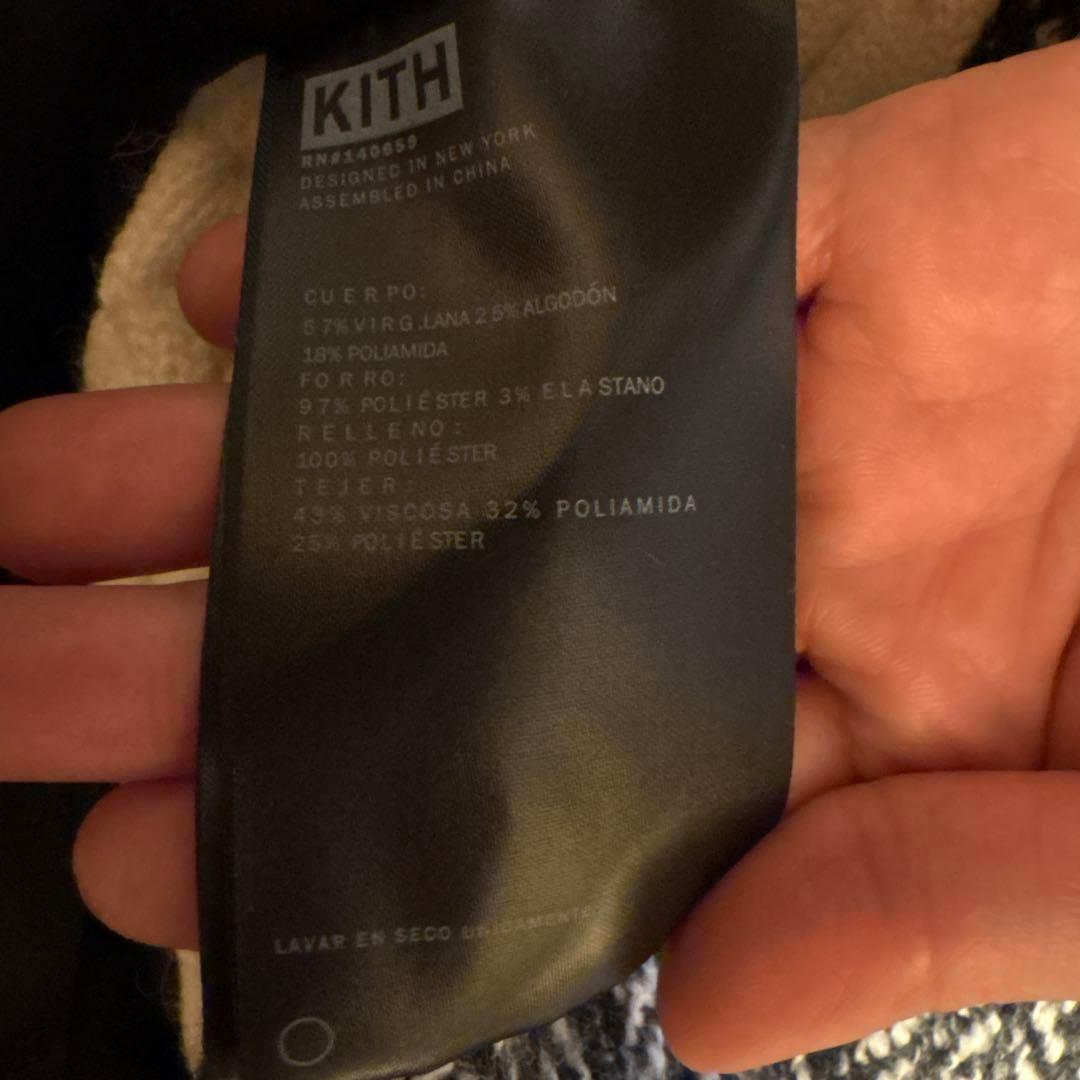 KITH
RN#140659
DESIGNED IN NEW YORK
ASSEMBLED IN CHINA
CUERPO:
57% VIRG.LANA 25% ALGODÓN
18% POLIAMIDA
FORRO:
97% POLIÉSTER 3% ELASTANO
RELLENO:
100% POLIÉSTER
TEJER:
43% VISCOSA 32% POLIAMIDA
25% POLIÉSTER
LAVAR EN SECO ÚNICAMENTE